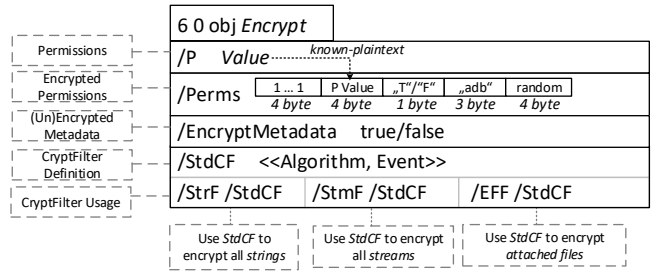 6 0 obj Encrypt
Permissions
/P Value
known-plaintext
Encrypted
Permissions
/Perms
1 ... 1 P Value „T“/“F“ „adb“ random
4 byte 4 byte 1 byte 3 byte 4 byte
(Un)Encrypted
Metadata
/EncryptMetadata true/false
CryptFilter
Definition
/StdCF <<Algorithm, Event>>
CryptFilter Usage
/StrF /StdCF /StmF /StdCF /EFF /StdCF
Use StdCF to
encrypt all strings
Use StdCF to encrypt
all streams
Use StdCF to encrypt
attached files